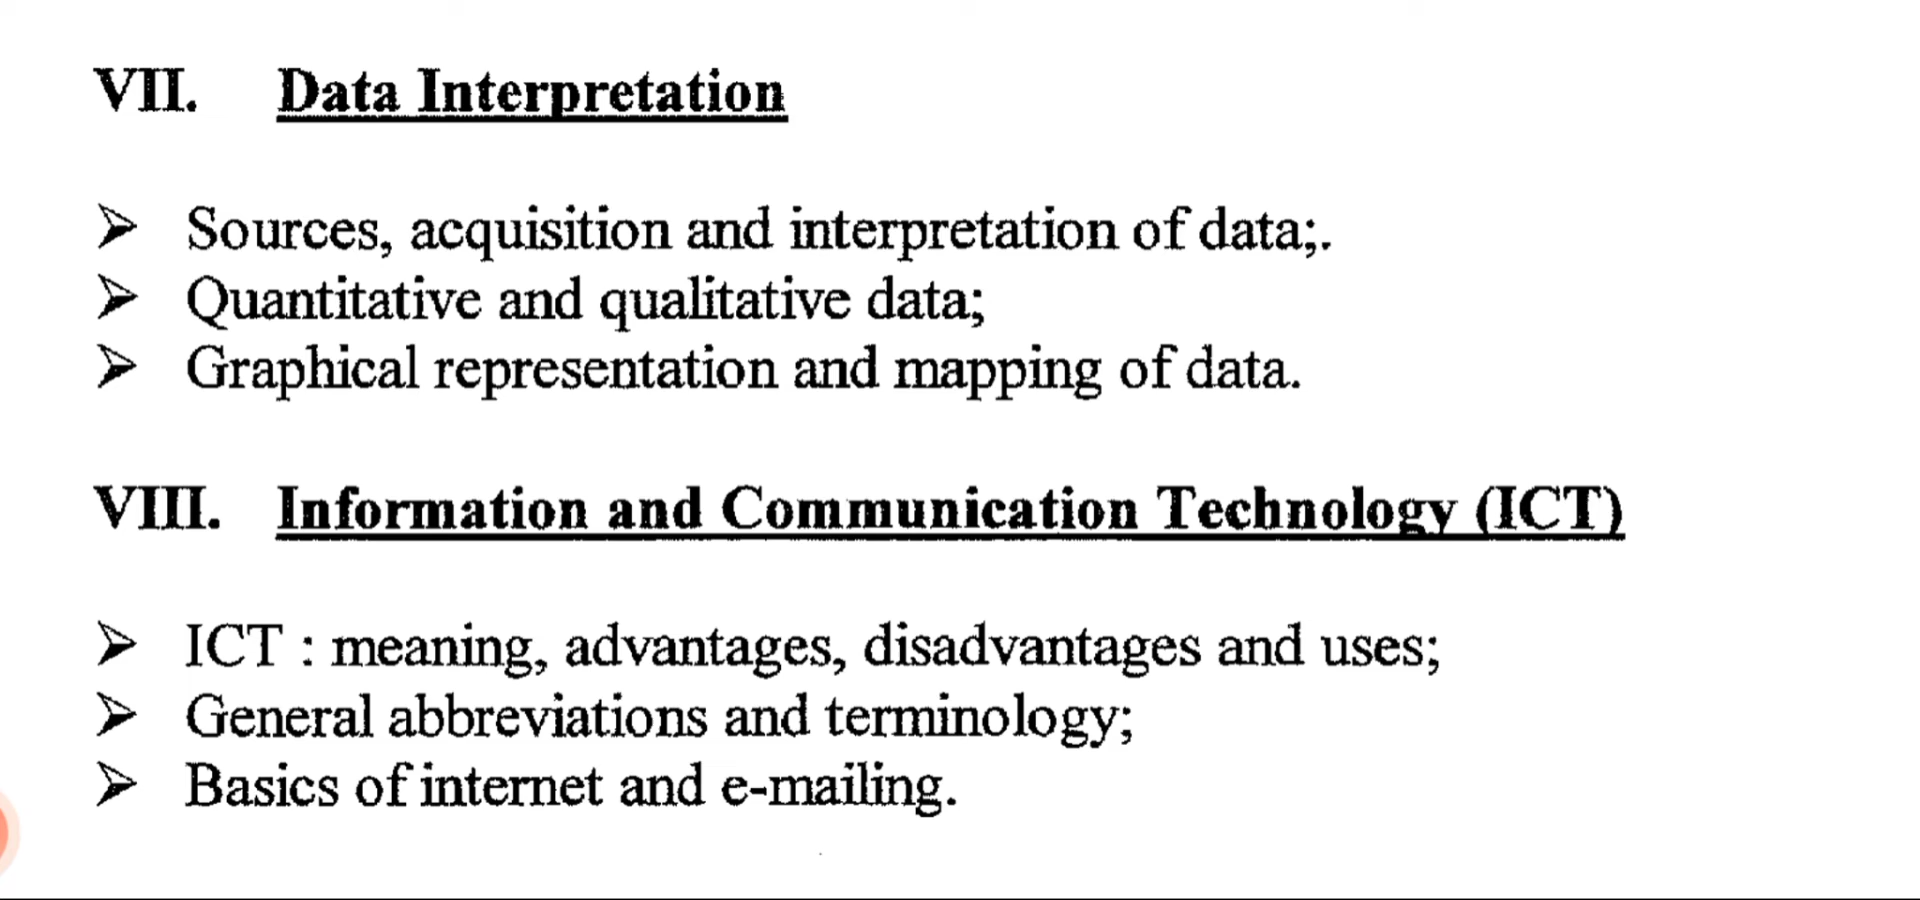 VII. Data Interpretation
➢ Sources, acquisition and interpretation of data;.
➢ Quantitative and qualitative data;
➢ Graphical representation and mapping of data.
VIII. Information and Communication Technology (ICT)
➢ ICT : meaning, advantages, disadvantages and uses;
➢ General abbreviations and terminology;
➢ Basics of internet and e-mailing.